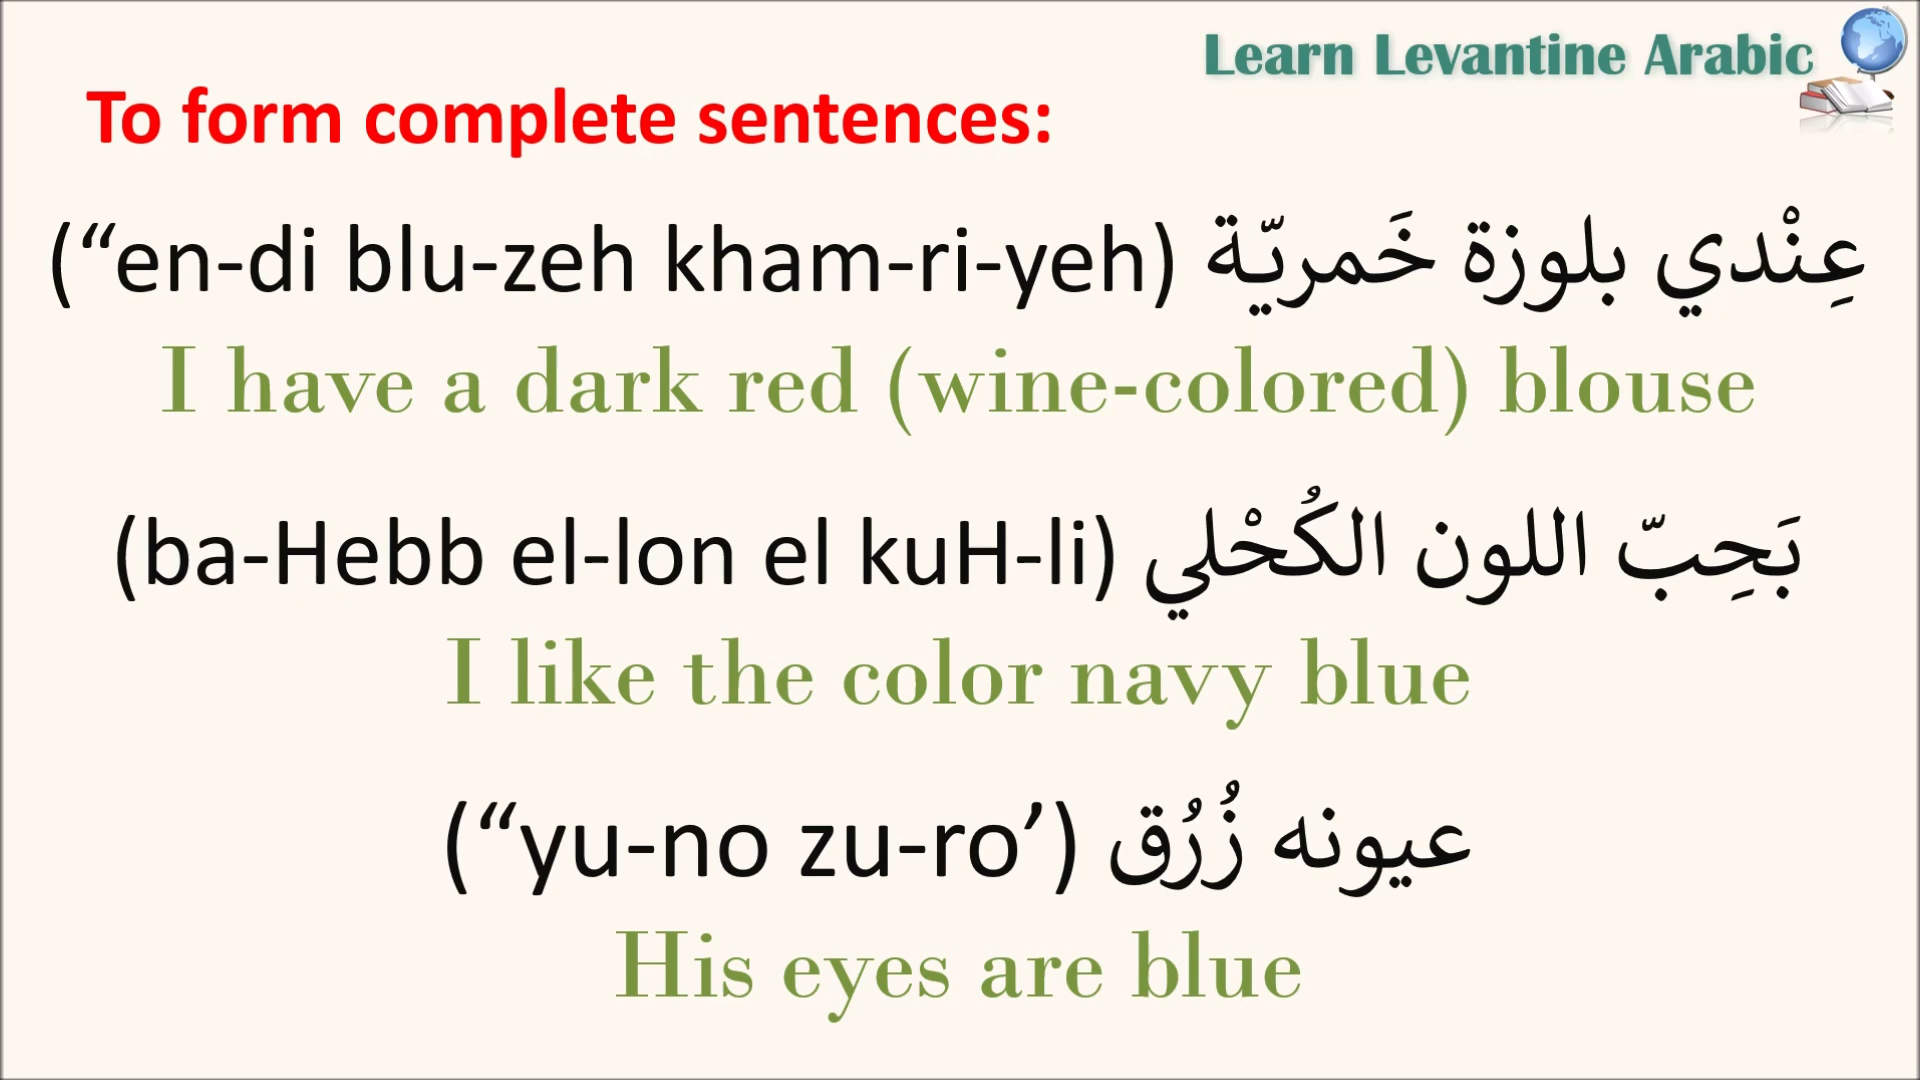 Learn Levantine Arabic
To form complete sentences:
عِنْدي بلوزة خَمريّة (“en-di blu-zeh kham-ri-yeh)
I have a dark red (wine-colored) blouse
بَحِبّ اللون الكُحْلي (ba-Hebb el-lon el kuH-li)
I like the color navy blue
عيونه زُرُق (“yu-no zu-ro’)
His eyes are blue